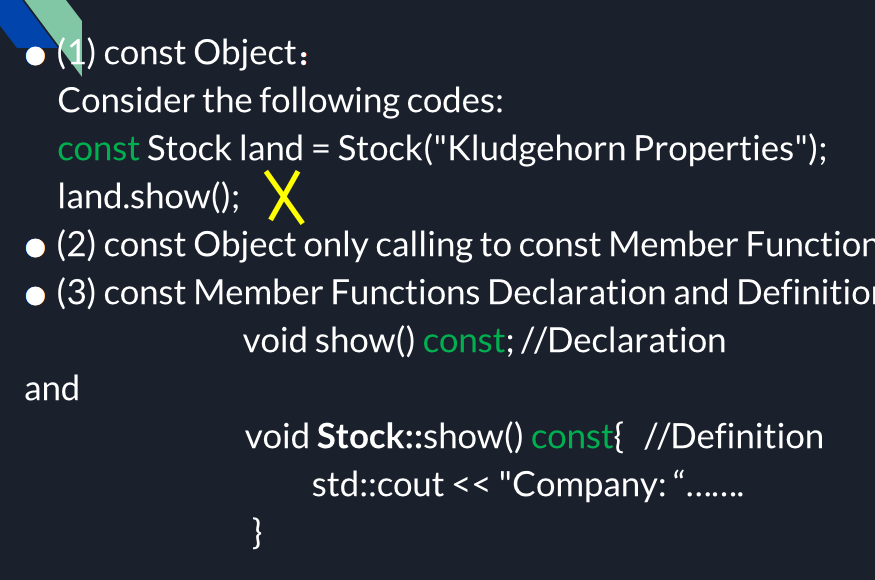 ● (1) const Object：
Consider the following codes:
const Stock land = Stock("Kludgehorn Properties");
land.show();
● (2) const Object only calling to const Member Function
● (3) const Member Functions Declaration and Definition
void show() const; //Declaration
and
void Stock::show() const{ //Definition
std::cout << "Company: “…….
}